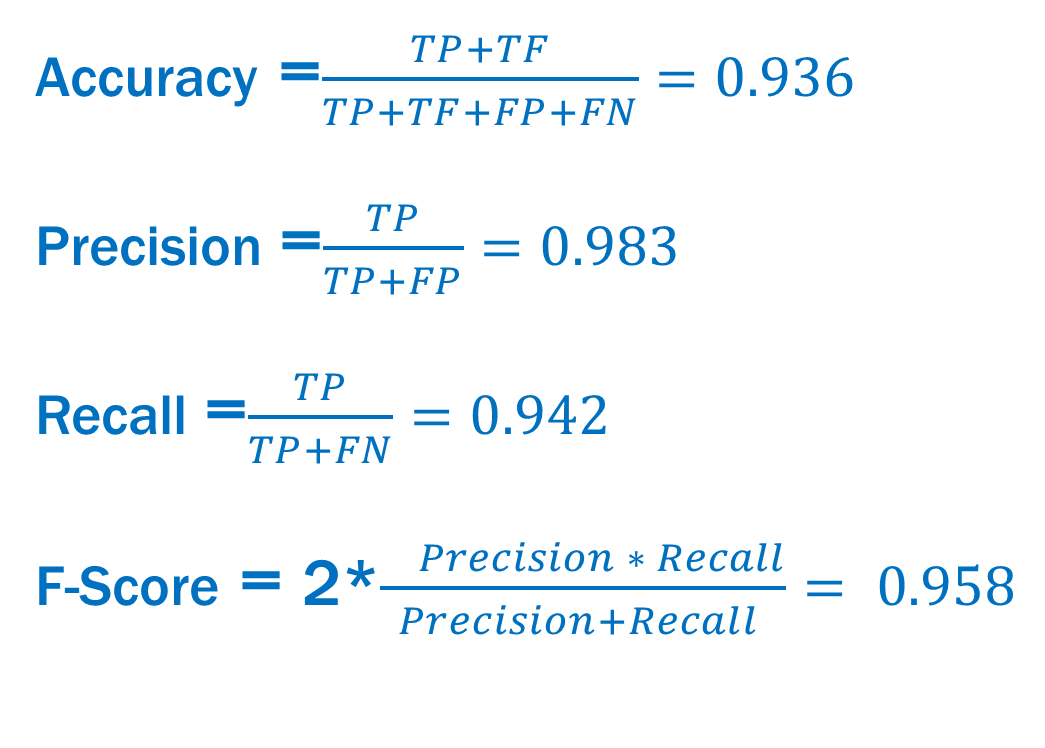 Accuracy = TP+TF / TP+TF+FP+FN = 0.936
Precision = TP / TP+FP = 0.983
Recall = TP / TP+FN = 0.942
F-Score = 2* Precision * Recall / Precision+Recall = 0.958